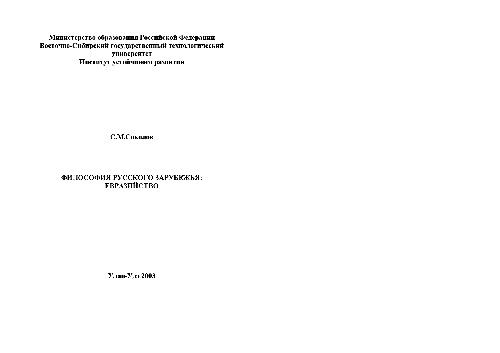 Министерство образования Российской Федерации
Восточно-Сибирский государственный технологический
университет
Институт устойчивого развития
С.М.Соколов
ФИЛОСОФИЯ РУССКОГО ЗАРУБЕЖЬЯ:
ЕВРАЗИЙСТВО
Улан-Удэ 2003